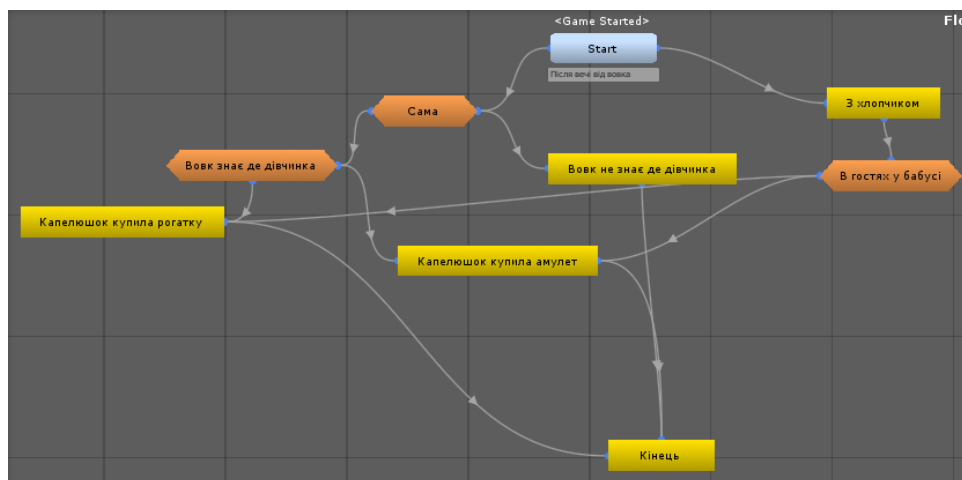 <Game Started>
Flo
Start
Після вечі від вовка
З хлопчиком
Сама
Вовк знає де дівчинка
Вовк не знає де дівчинка
В гостях у бабусі
Капелюшок купила рогатку
Капелюшок купила амулет
Кінець